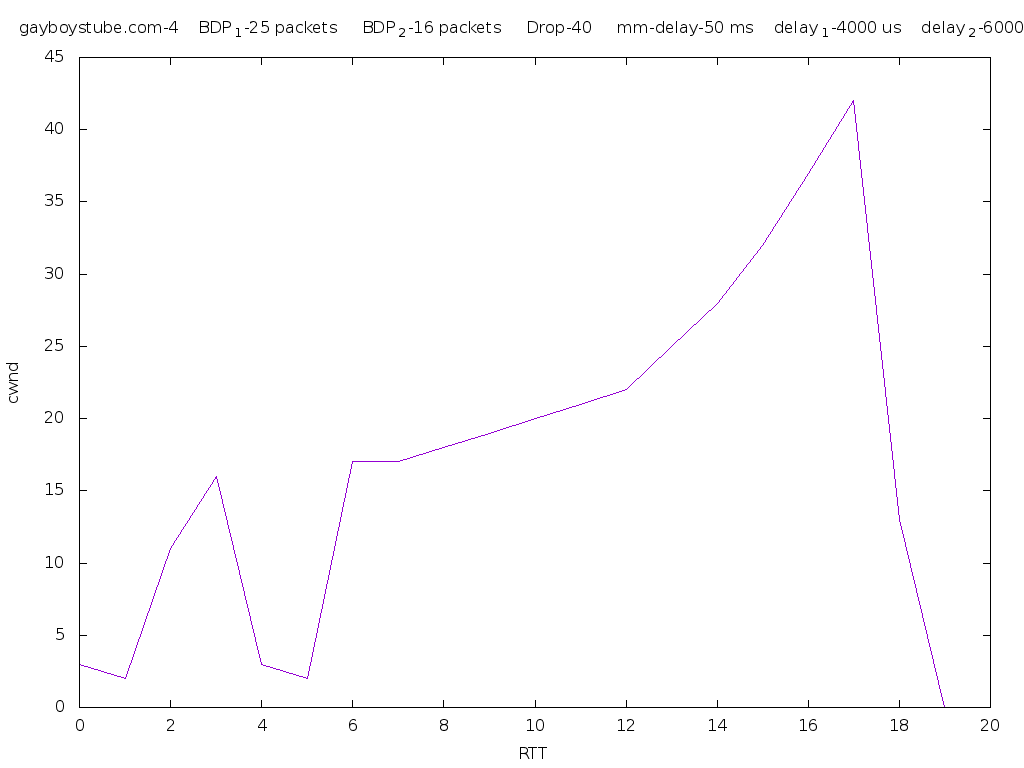 gayboystube.com-4 BDP1-25 packets BDP2-16 packets Drop-40 mm-delay-50 ms delay1-4000 us delay2-6000
45
40
35
30
25
20
15
10
5
0
cwnd
0 2 4 6 8 10 12 14 16 18 20
RTT